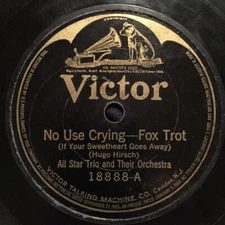 "HIS MASTER'S VOICE"
Victor
No Use Crying—Fox Trot
(If Your Sweetheart Goes Away)
(Hugo Hirsch)
All Star Trio and Their Orchestra
18888-A
VICTOR TALKING MACHINE CO. Camden, N.J.